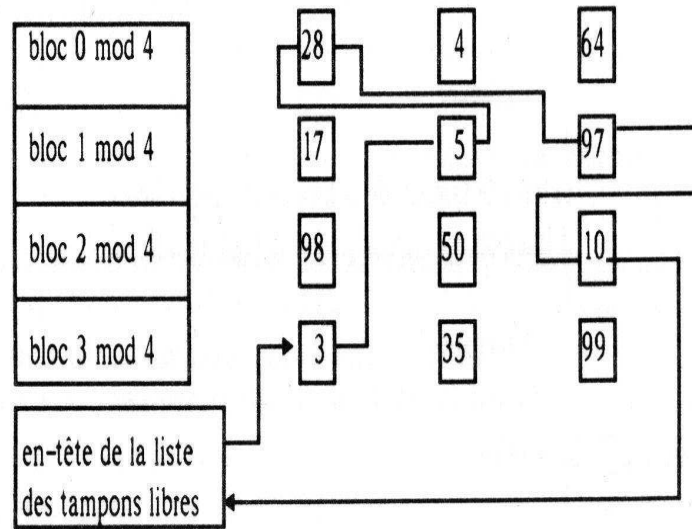 bloc 0 mod 4 28 4 64
bloc 1 mod 4 17 5 97
bloc 2 mod 4 98 50 10
bloc 3 mod 4 3 35 99
en-tête de la liste
des tampons libres